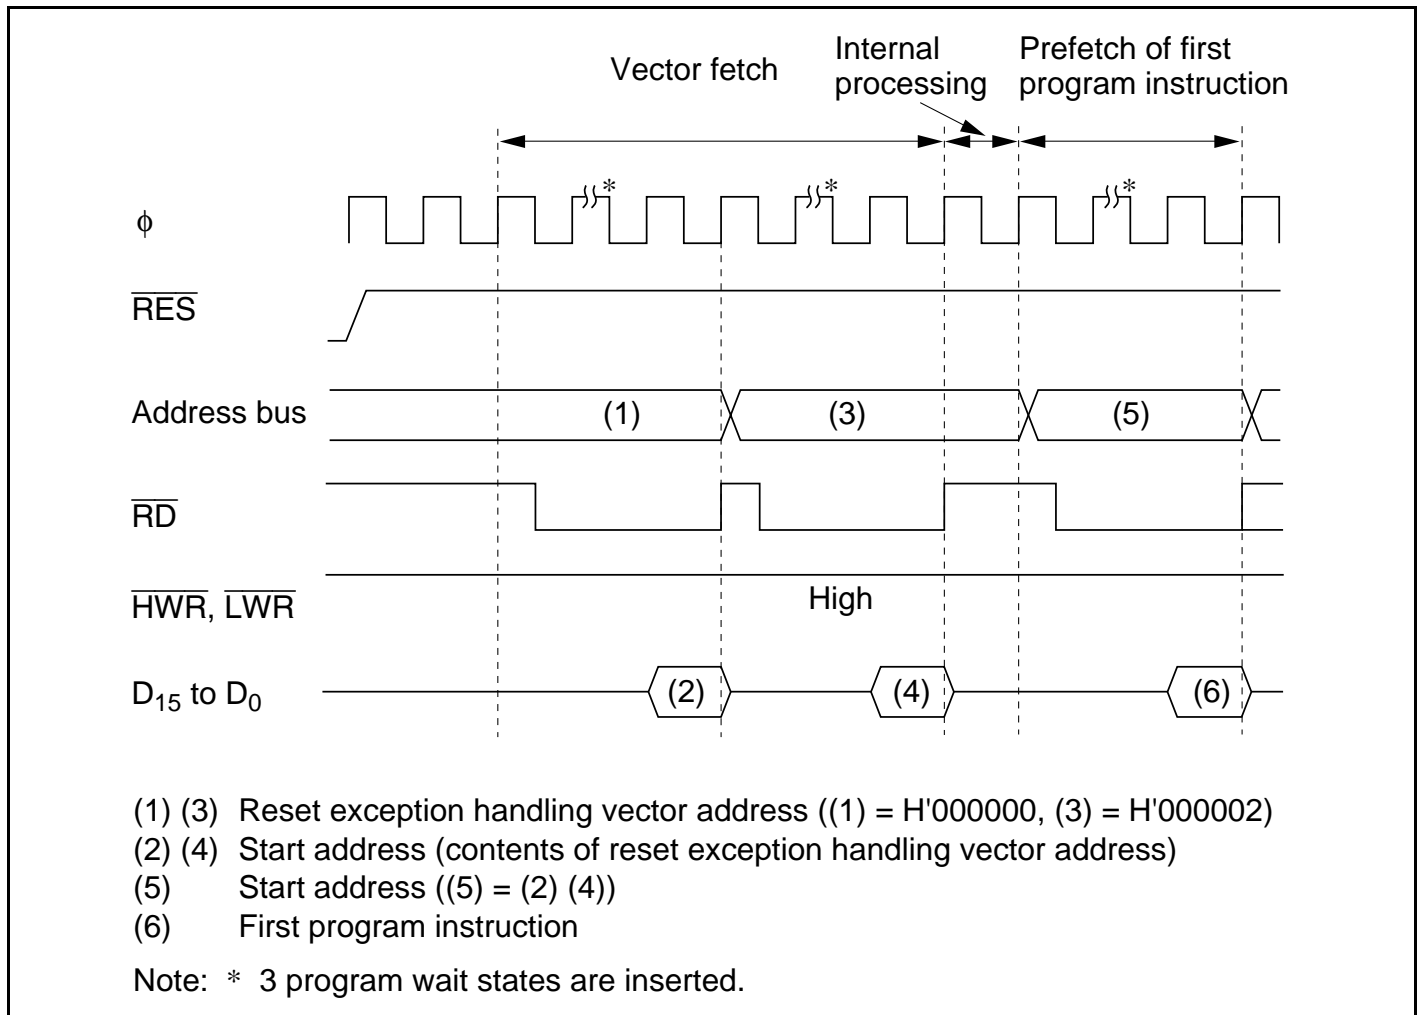 Vector fetch
Internal processing
Prefetch of first program instruction
* * *
ϕ
RES
Address bus (1) (3) (5)
RD
HWR, LWR High
D15 to D0 (2) (4) (6)
(1) (3) Reset exception handling vector address ((1) = H'000000, (3) = H'000002)
(2) (4) Start address (contents of reset exception handling vector address)
(5) Start address ((5) = (2) (4))
(6) First program instruction
Note: * 3 program wait states are inserted.